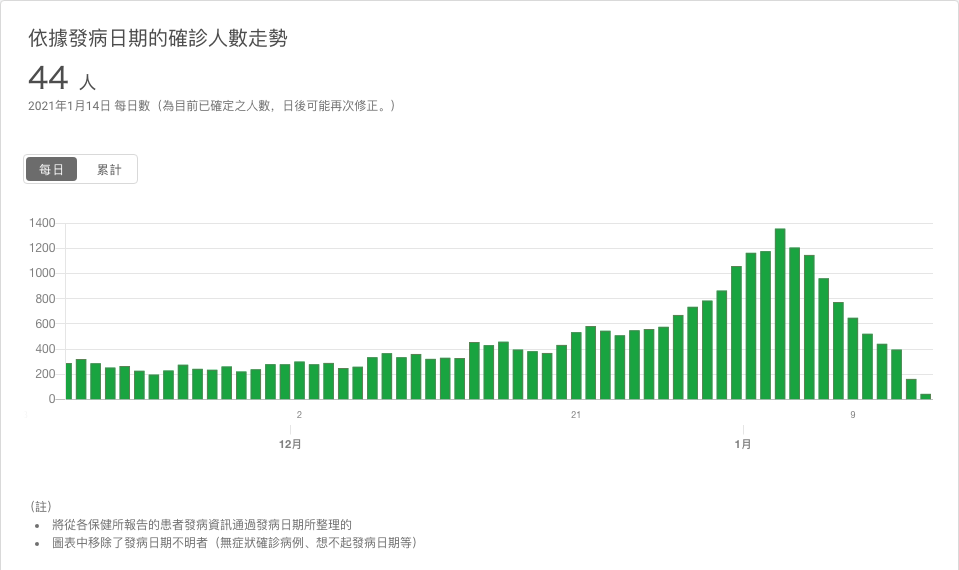 依據發病日期的確診人數走勢
44 人
2021年1月14日 每日數（為目前已確定之人數，日後可能再次修正。）
每日 累計
1400
1200
1000
800
600
400
200
0
2 21 9
12月 1月
（註）
• 將從各保健所報告的患者發病資訊通過發病日期所整理的
• 圖表中移除了發病日期不明者（無症狀確診病例、想不起發病日期等）